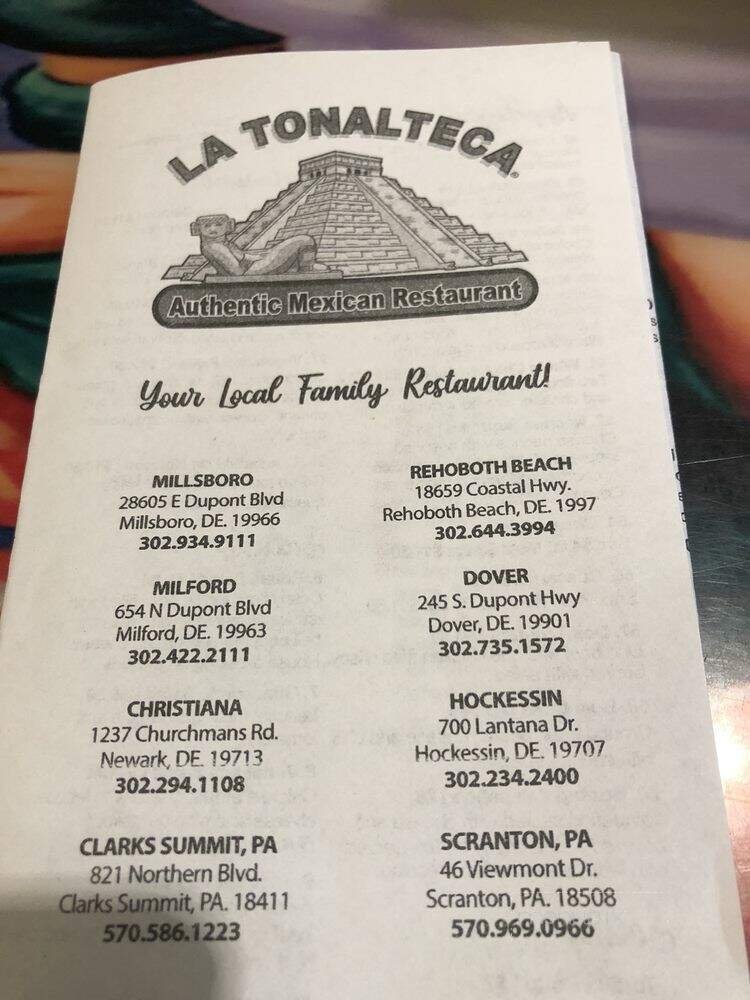 LA TONALTECA
Authentic Mexican Restaurant
Your Local Family Restaurant!
MILLSBORO
28605 E Dupont Blvd
Millsboro, DE. 19966
302.934.9111
REHOBOTH BEACH
18659 Coastal Hwy.
Rehoboth Beach, DE. 1997
302.644.3994
MILFORD
654 N Dupont Blvd
Milford, DE. 19963
302.422.2111
DOVER
245 S. Dupont Hwy
Dover, DE. 19901
302.735.1572
CHRISTIANA
1237 Churchmans Rd.
Newark, DE. 19713
302.294.1108
HOCKESSIN
700 Lantana Dr.
Hockessin, DE. 19707
302.234.2400
CLARKS SUMMIT, PA
821 Northern Blvd.
Clarks Summit, PA. 18411
570.586.1223
SCRANTON, PA
46 Viewmont Dr.
Scranton, PA. 18508
570.969.0966